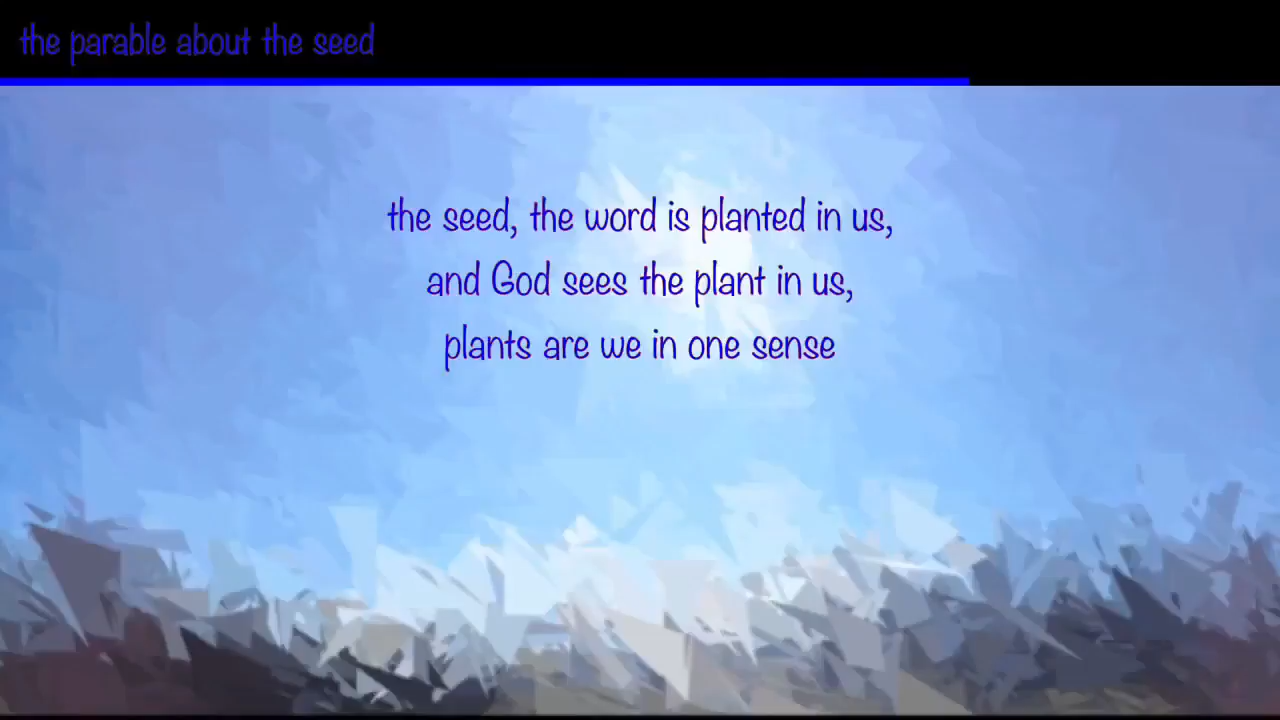 the parable about the seed
the seed, the word is planted in us,
and God sees the plant in us,
plants are we in one sense